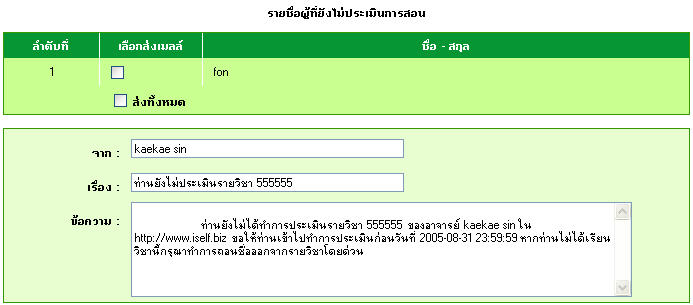 รายชื่อผู้ที่ยังไม่ประเมินการสอน
ลำดับที่ เลือกส่งเมลล์ ชื่อ - สกุล
1 fon
ส่งทั้งหมด
จาก : kaekae sin
เรื่อง : ท่านยังไม่ประเมินรายวิชา 555555
ข้อความ : ท่านยังไม่ได้ทำการประเมินรายวิชา 555555 ของอาจารย์ kaekae sin ใน
http://www.iself.biz ขอให้ท่านเข้าไปทำการประเมินก่อนวันที่ 2005-08-31 23:59:59 หากท่านไม่ได้เรียน
วิชานี้กรุณาทำการถอนชื่อออกจากรายวิชาโดยด่วน